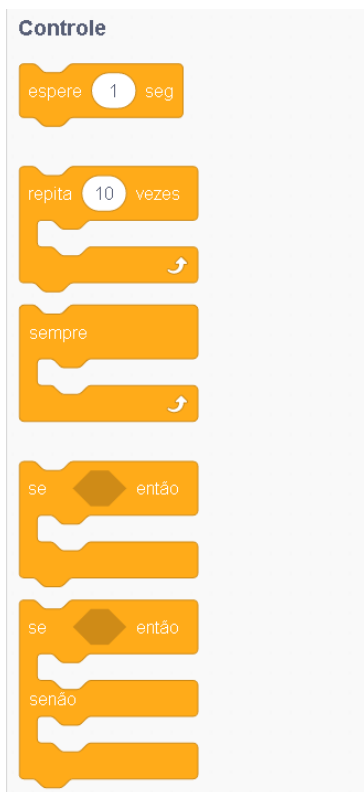 Controle
espere 1 seg
repita 10 vezes
sempre
se então
se então
senão